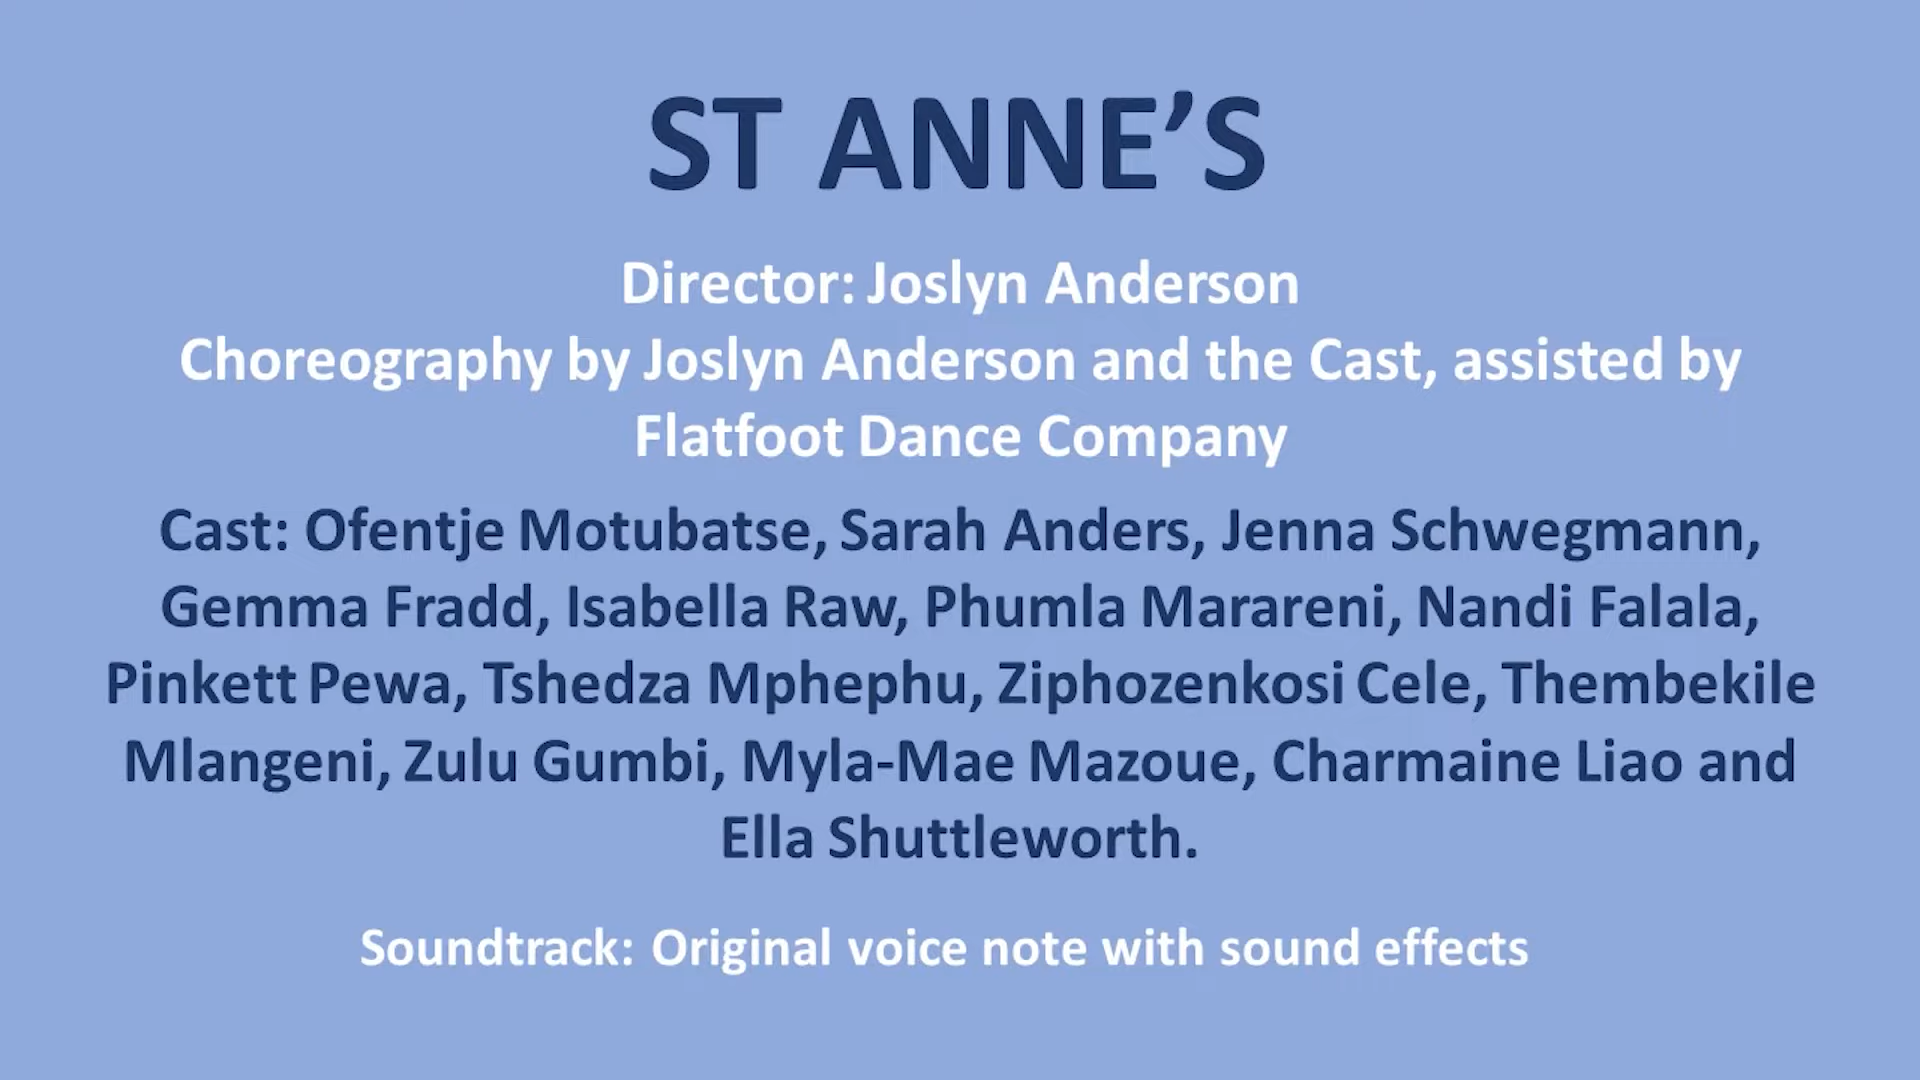 ST ANNE’S
Director: Joslyn Anderson
Choreography by Joslyn Anderson and the Cast, assisted by
Flatfoot Dance Company
Cast: Ofentje Motubatse, Sarah Anders, Jenna Schwegmann,
Gemma Fradd, Isabella Raw, Phumla Marareni, Nandi Falala,
Pinkett Pewa, Tshedza Mphephu, Ziphozenkosi Cele, Thembekile
Mlangeni, Zulu Gumbi, Myla-Mae Mazoue, Charmaine Liao and
Ella Shuttleworth.
Soundtrack: Original voice note with sound effects